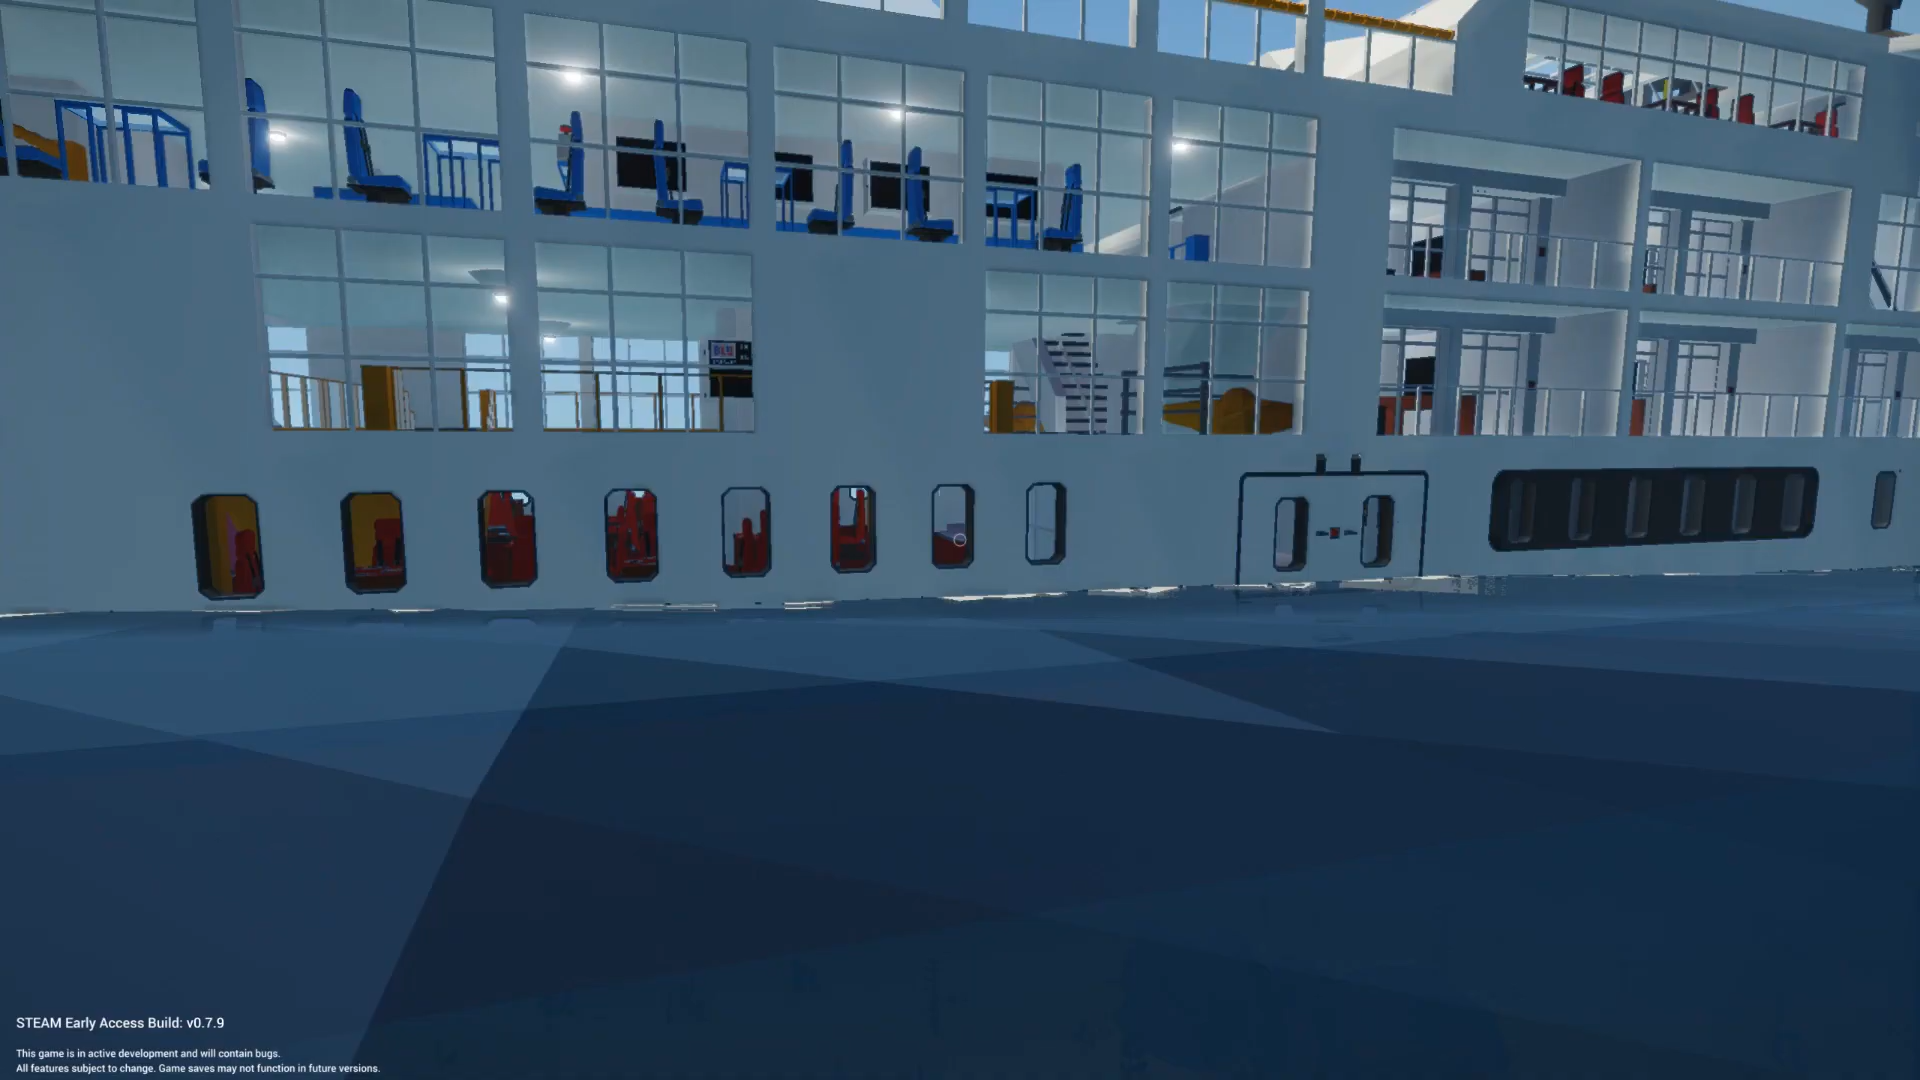 STEAM Early Access Build: v0.7.9
This game is in active development and will contain bugs.
All features subject to change. Game saves may not function in future versions.